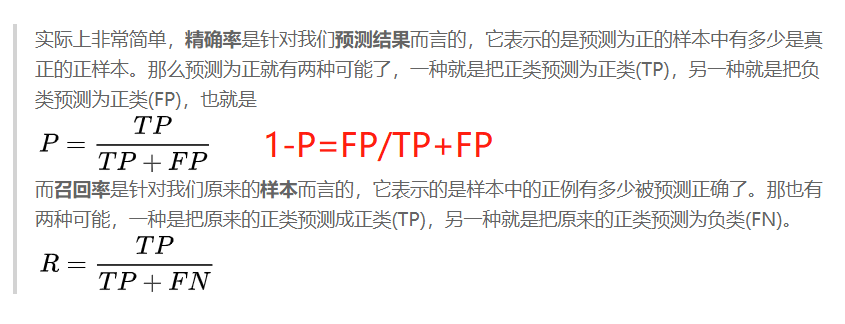 实际上非常简单，精确率是针对我们预测结果而言的，它表示的是预测为正的样本中有多少是真
正的正样本。那么预测为正就有两种可能了，一种就是把正类预测为正类(TP)，另一种就是把负
类预测为正类(FP)，也就是
P = TP / (TP + FP)
1-P=FP/TP+FP
而召回率是针对我们原来的样本而言的，它表示的是样本中的正例有多少被预测正确了。那也有
两种可能，一种是把原来的正类预测成正类(TP)，另一种就是把原来的正类预测为负类(FN)。
R = TP / (TP + FN)